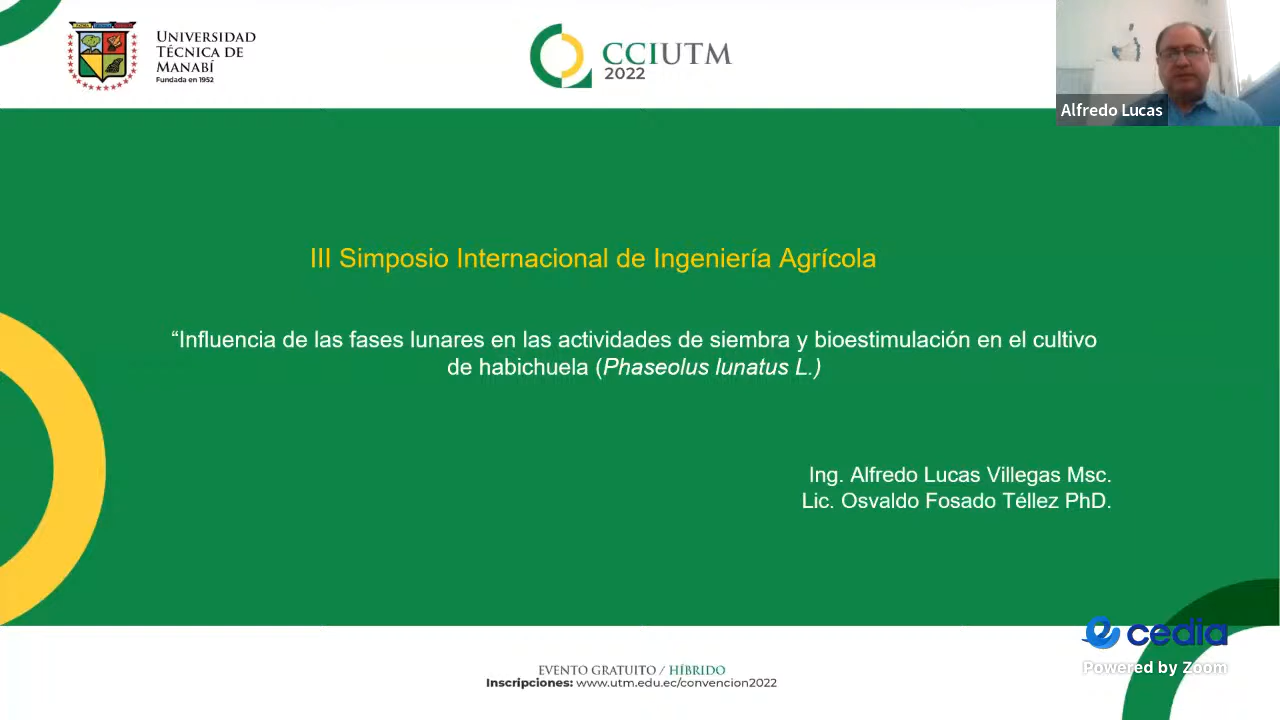 UNIVERSIDAD
TÉCNICA DE
MANABÍ
Fundada en 1952
CCIUTM
2022
Alfredo Lucas
III Simposio Internacional de Ingeniería Agrícola
“Influencia de las fases lunares en las actividades de siembra y bioestimulación en el cultivo
de habichuela (Phaseolus lunatus L.)
Ing. Alfredo Lucas Villegas Msc.
Lic. Osvaldo Fosado Téllez PhD.
cedia
Powered by Zoom
EVENTO GRATUITO / HÍBRIDO
Inscripciones: www.utm.edu.ec/convencion2022